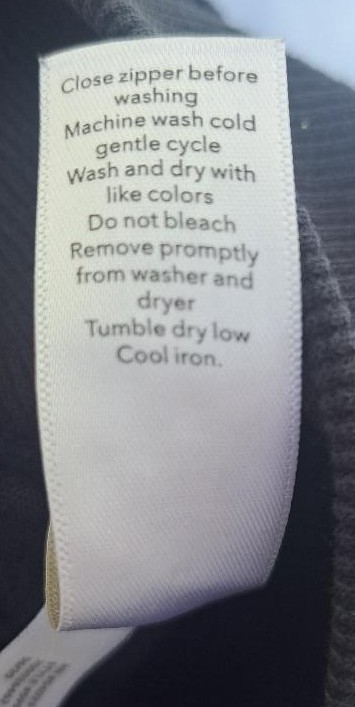 Close zipper before
washing
Machine wash cold
gentle cycle
Wash and dry with
like colors
Do not bleach
Remove promptly
from washer and
dryer
Tumble dry low
Cool iron.